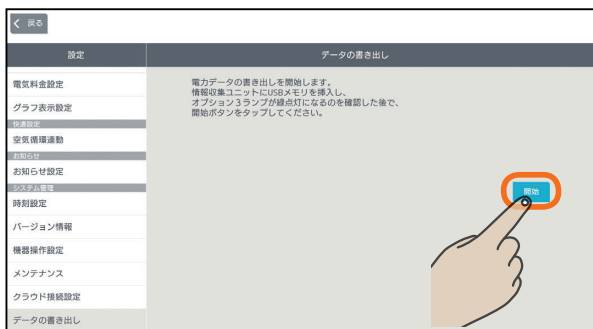 戻る
設定
データの書き出し
電気料金設定
グラフ表示設定
快適設定
空気循環連動
お知らせ
お知らせ設定
システム管理
時刻設定
バージョン情報
機器操作設定
メンテナンス
クラウド接続設定
データの書き出し
電力データの書き出しを開始します。
情報収集ユニットにUSBメモリを挿入し、
オプション3ランプが緑点灯になるのを確認した後で、
開始ボタンをタップしてください。
開始